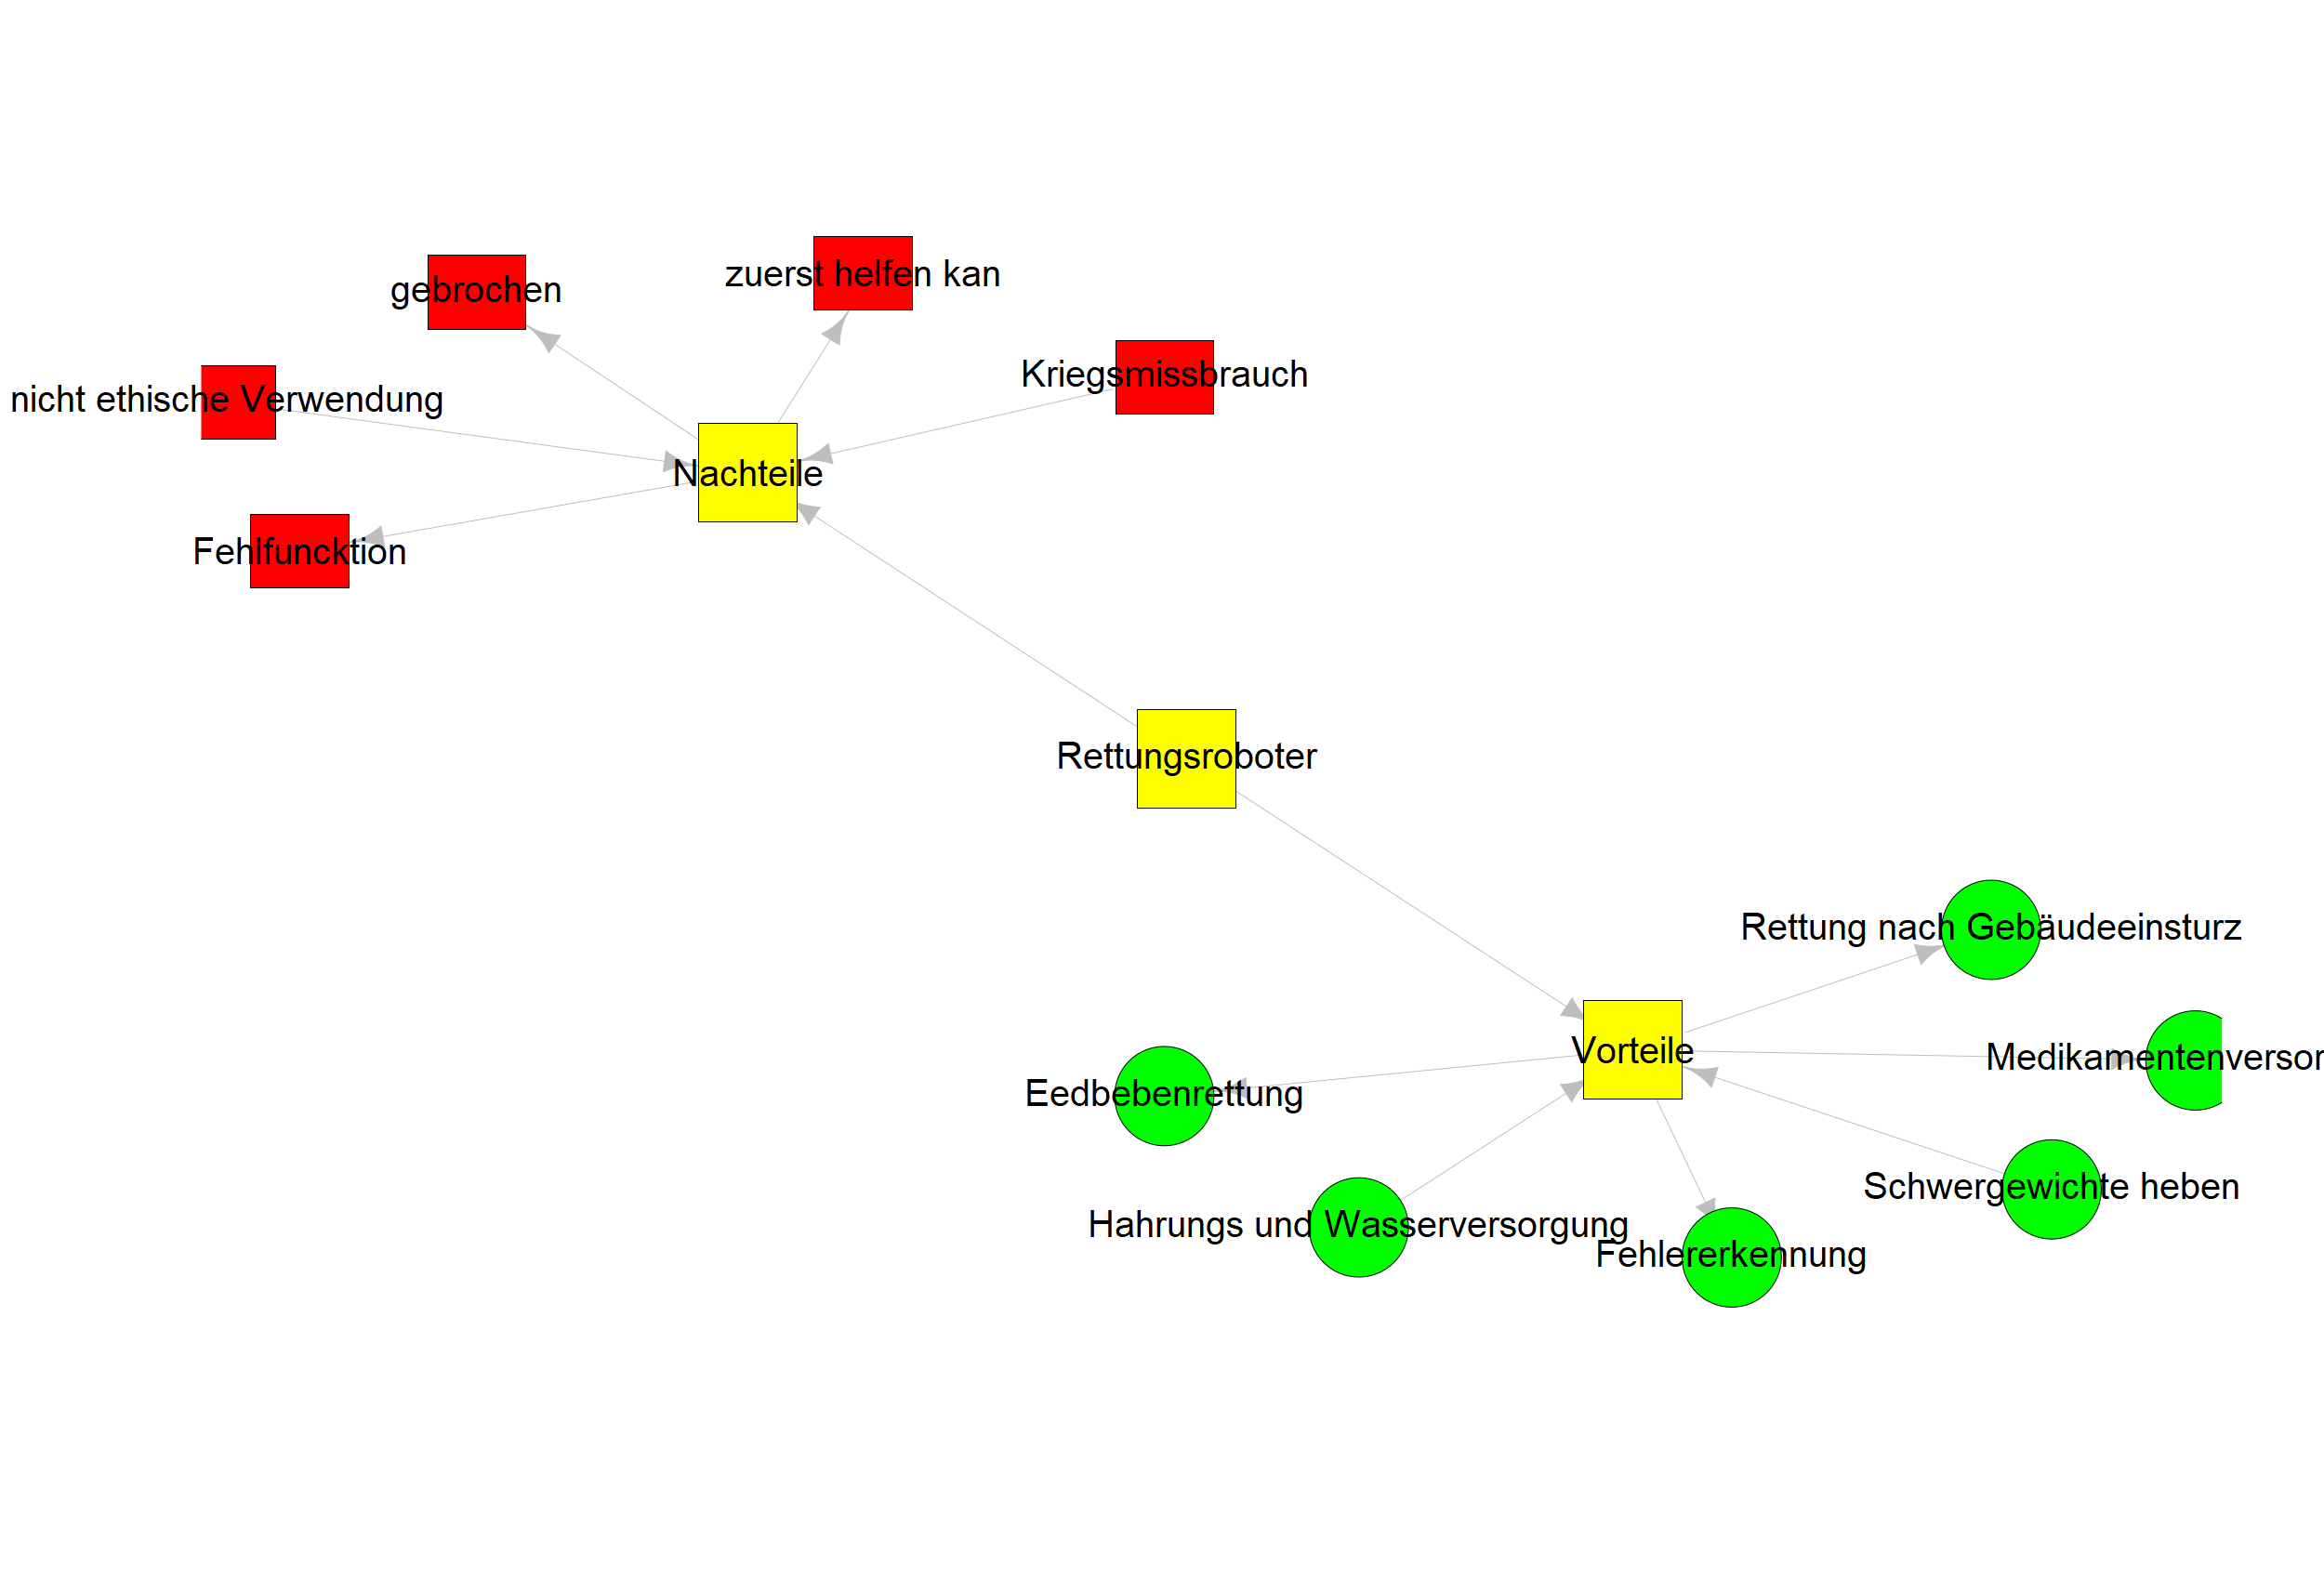 zuerst helfen kan
gebrochen
Kriegsmissbrauch
nicht ethische Verwendung
Nachteile
Fehlfuncktion
Rettungsroboter
Rettung nach Gebäudeeinsturz
Vorteile
Medikamentenversor
Eedbebenrettung
Schwergewichte heben
Hahrungs und Wasserversorgung
Fehlererkennung